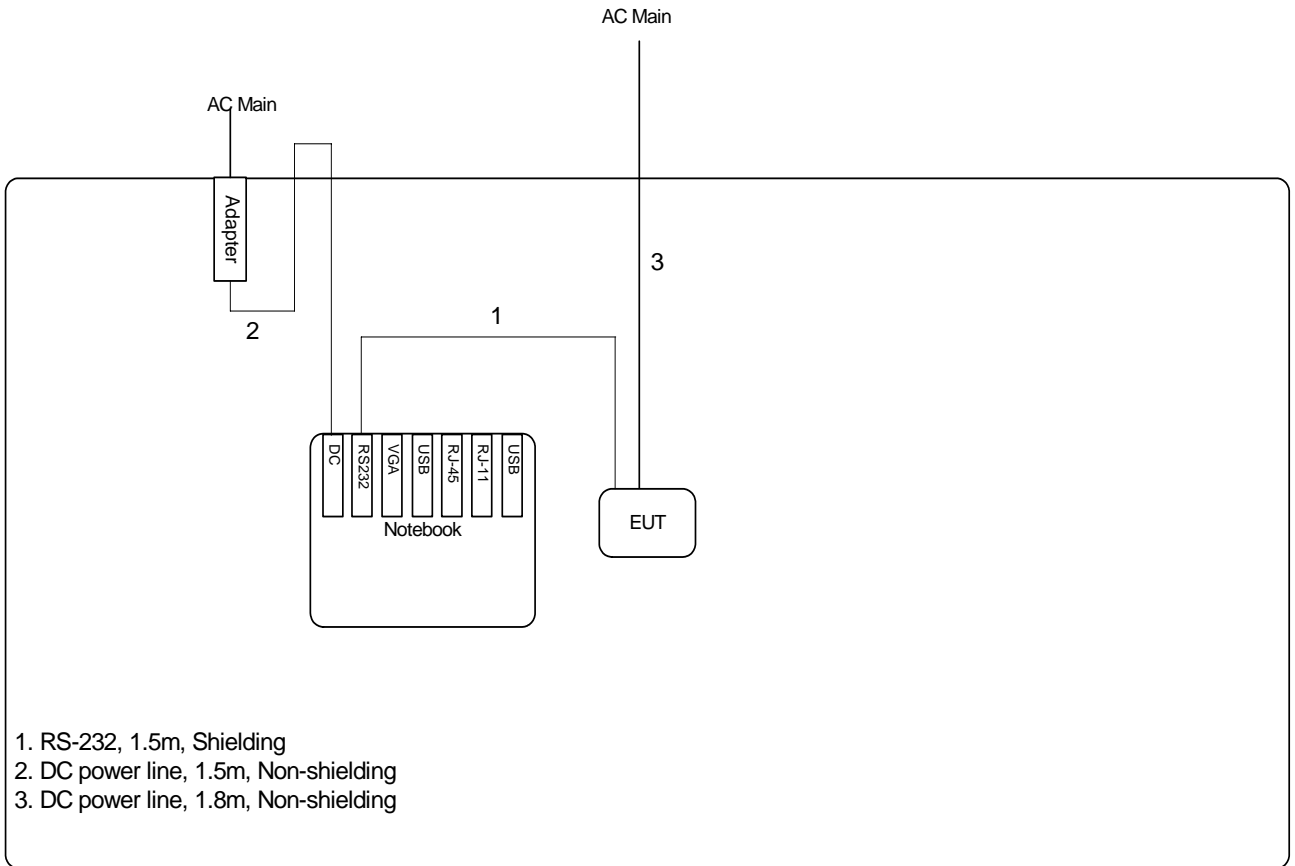 AC Main
AC Main
Adapter
3
1
2
DC
RS232
VGA
USB
RJ-45
RJ-11
USB
Notebook
EUT
1. RS-232, 1.5m, Shielding
2. DC power line, 1.5m, Non-shielding
3. DC power line, 1.8m, Non-shielding